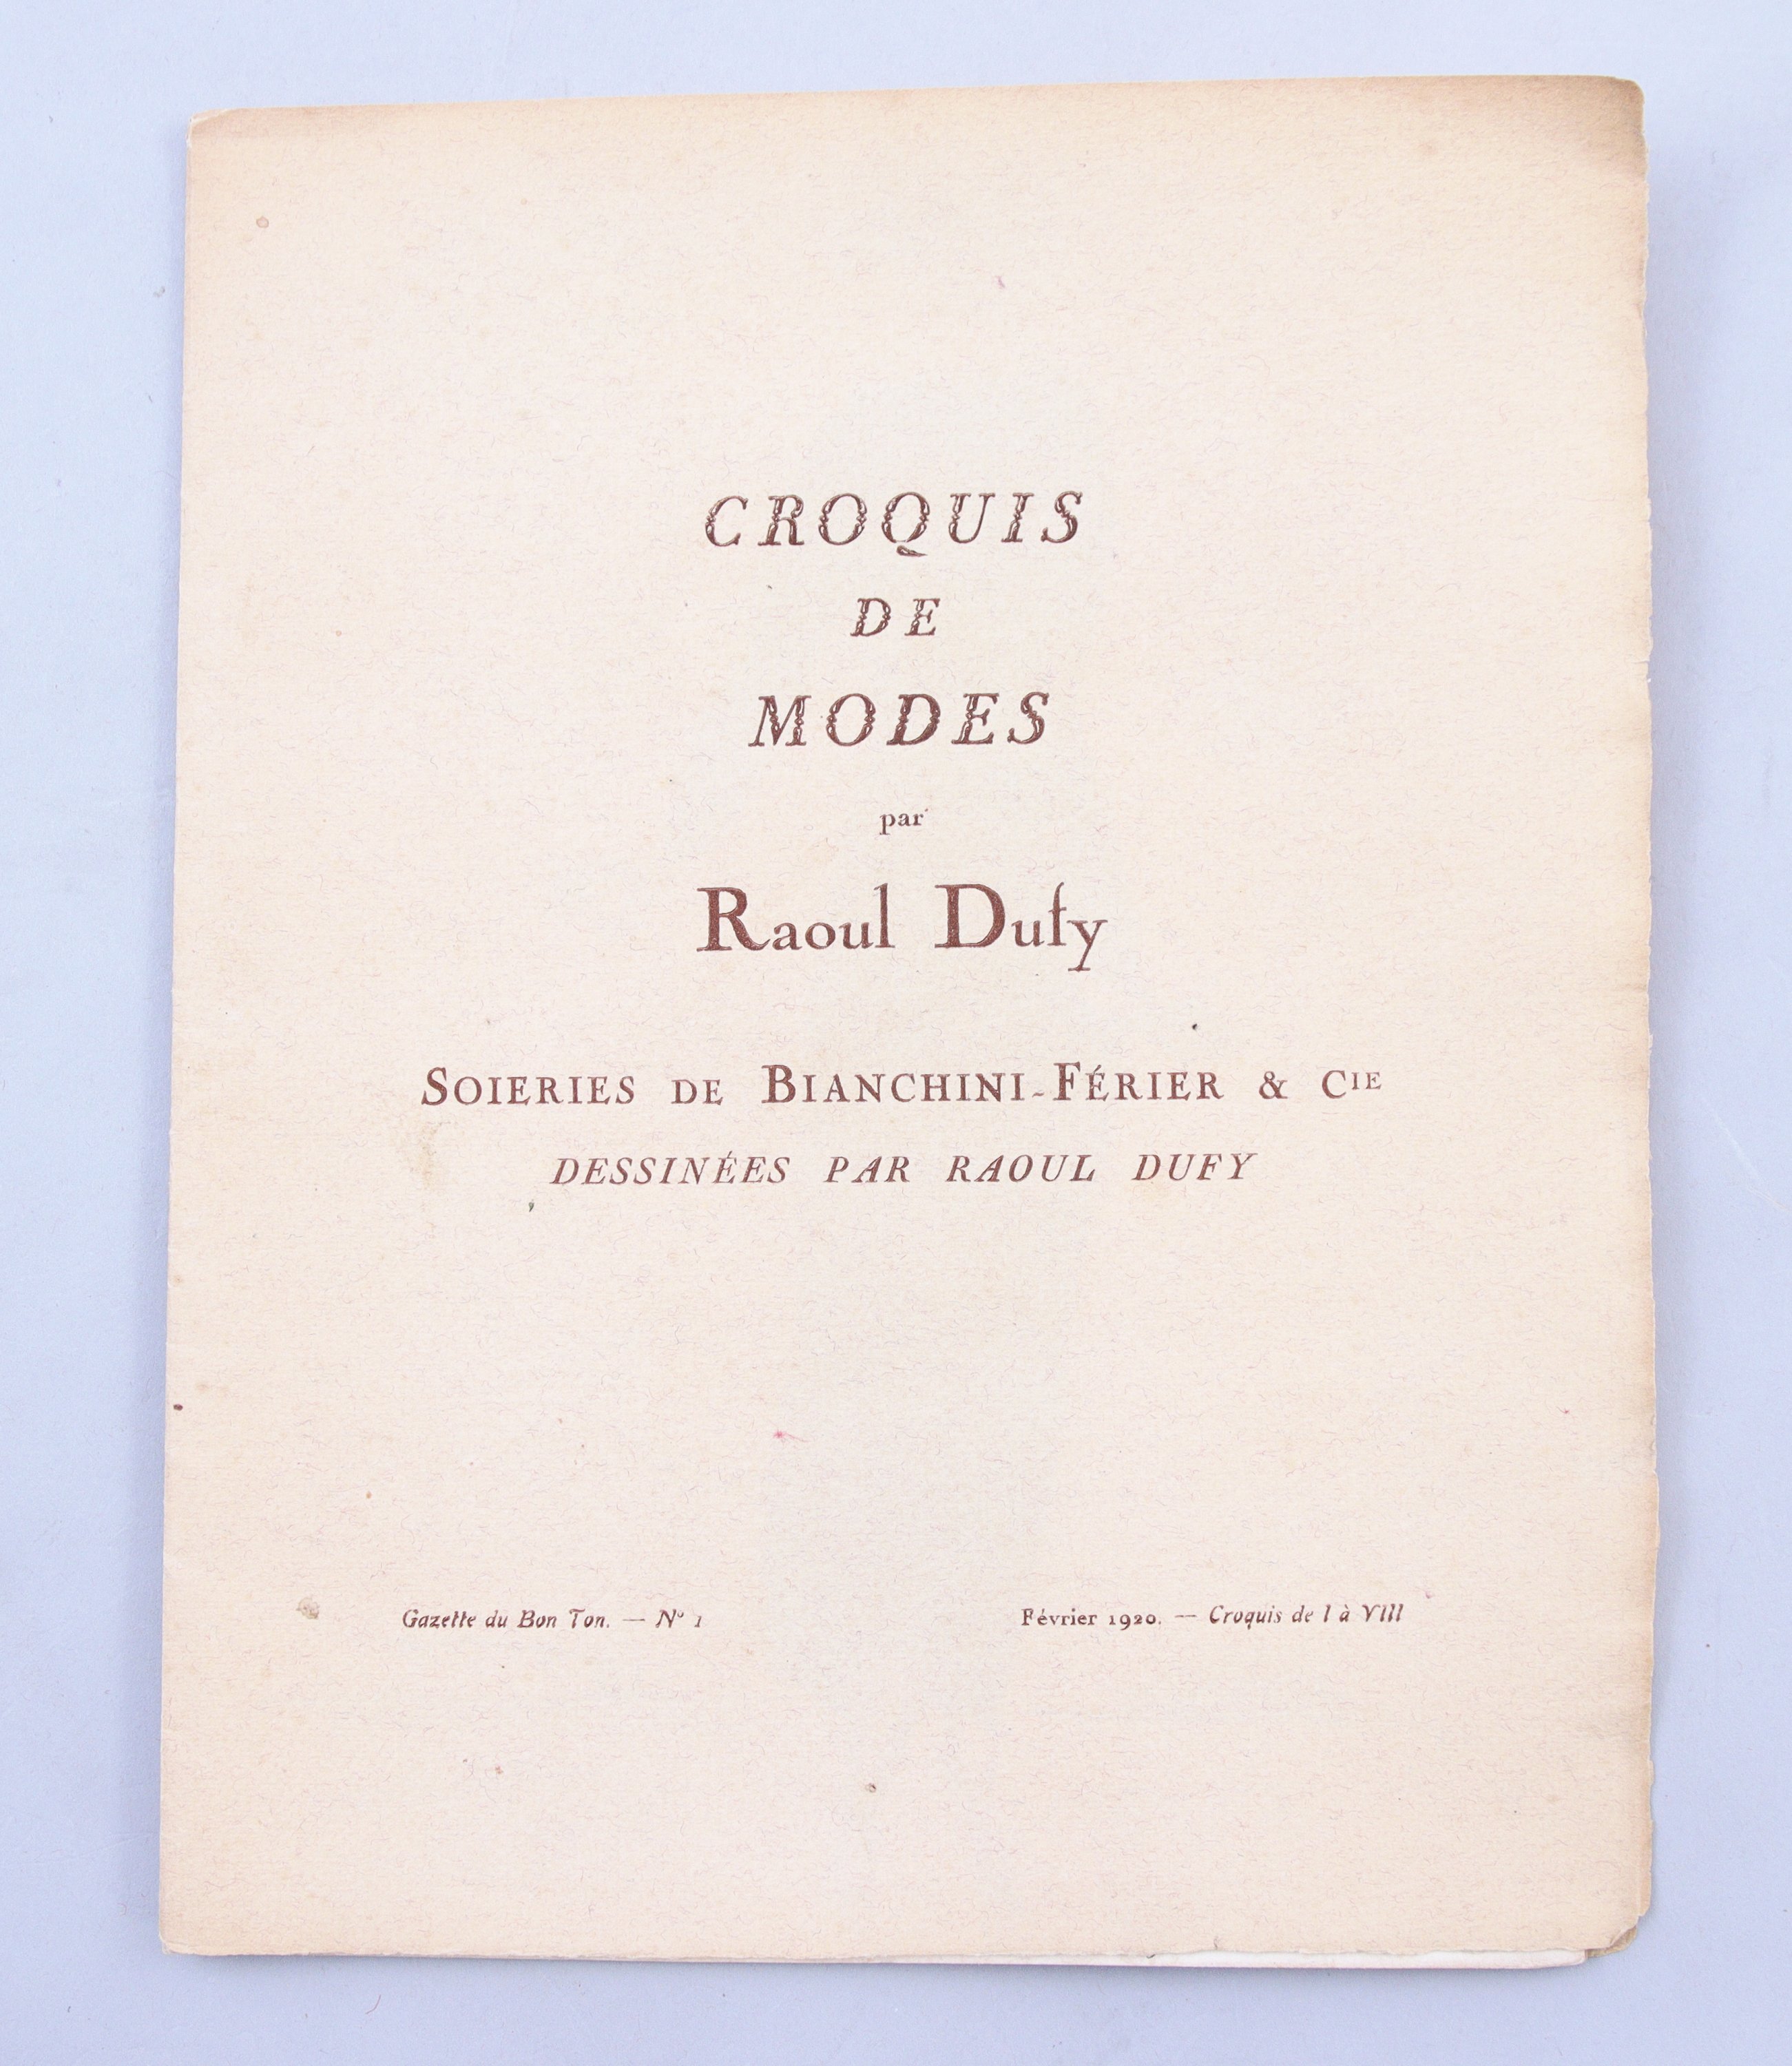 CROQUIS
DE
MODES
par
Raoul Dufy
SOIERIES DE BIANCHINI-FÉRIER & CIE
DESSINÉES PAR RAOUL DUFY
Gazette du Bon Ton. — Nº 1
Février 1920. — Croquis de I à VIII